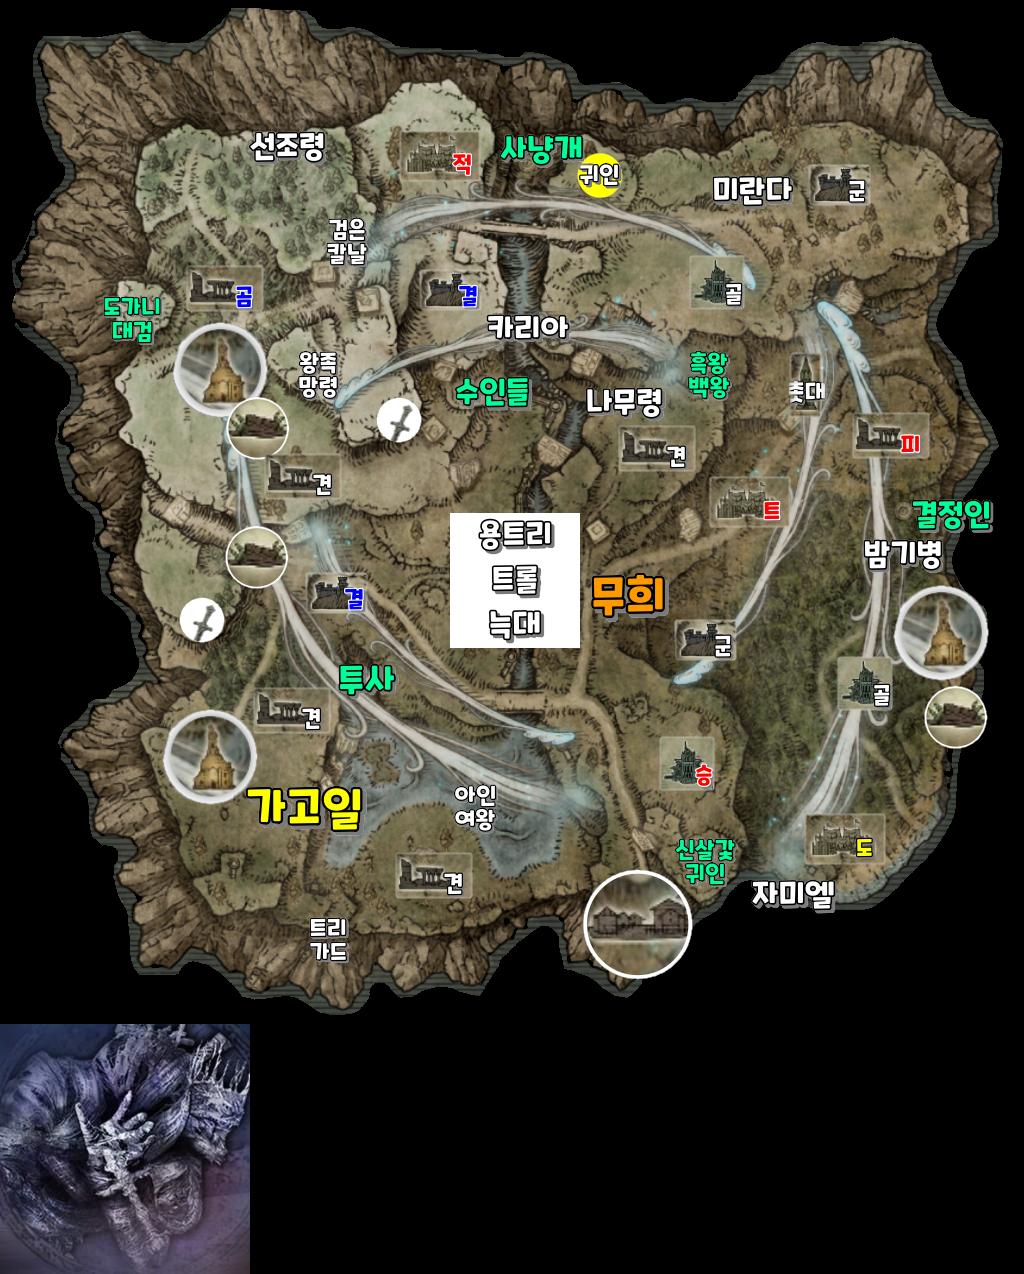 선조령
적
사냥개
귀인
미란다
군
검은
칼날
도가니
대검
곰
결
골
카리아
왕족
망령
수인들
나무령
흑왕
백왕
촛대
피
견
견
트
결정인
밤기병
용트리
트롤
늑대
무희
결
군
투사
골
견
승
가고일
아인
여왕
신살갗
귀인
도
자미엘
견
트리
가드